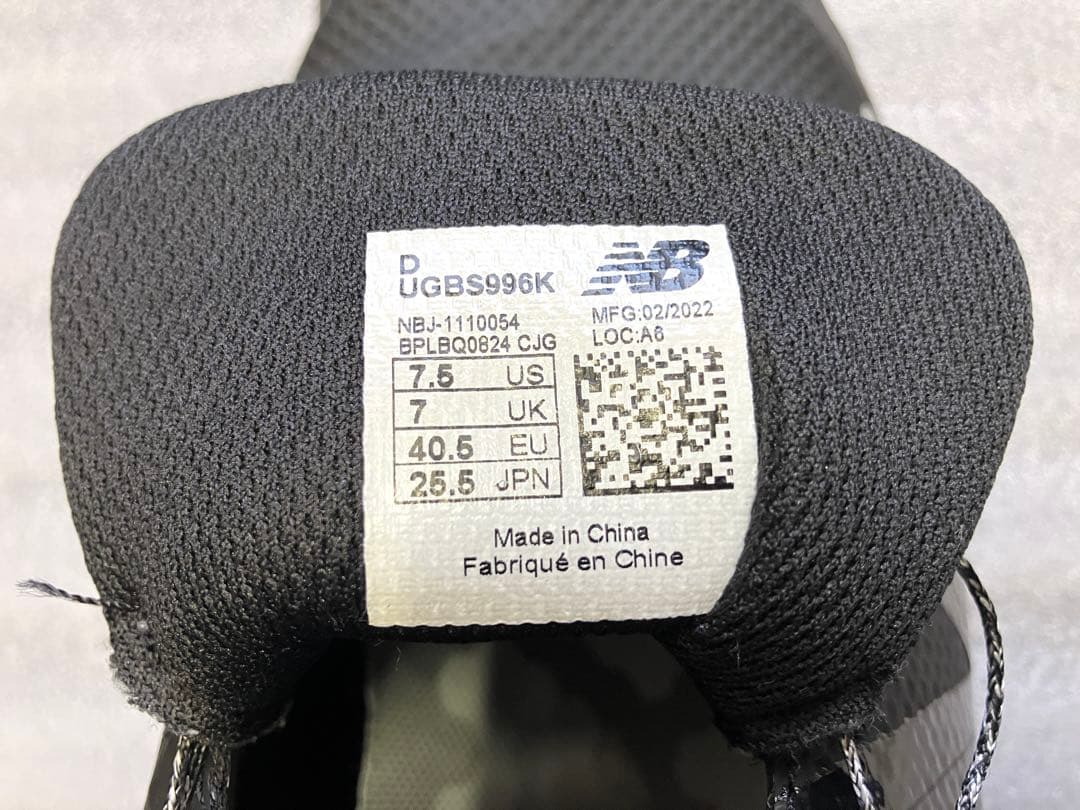 D
UGBS996K
NB
NBJ-1110054
BPLBQ0824 CJG
MFG:02/2022
LOC:A6
7.5 US
7 UK
40.5 EU
25.5 JPN
Made in China
Fabriqué en Chine